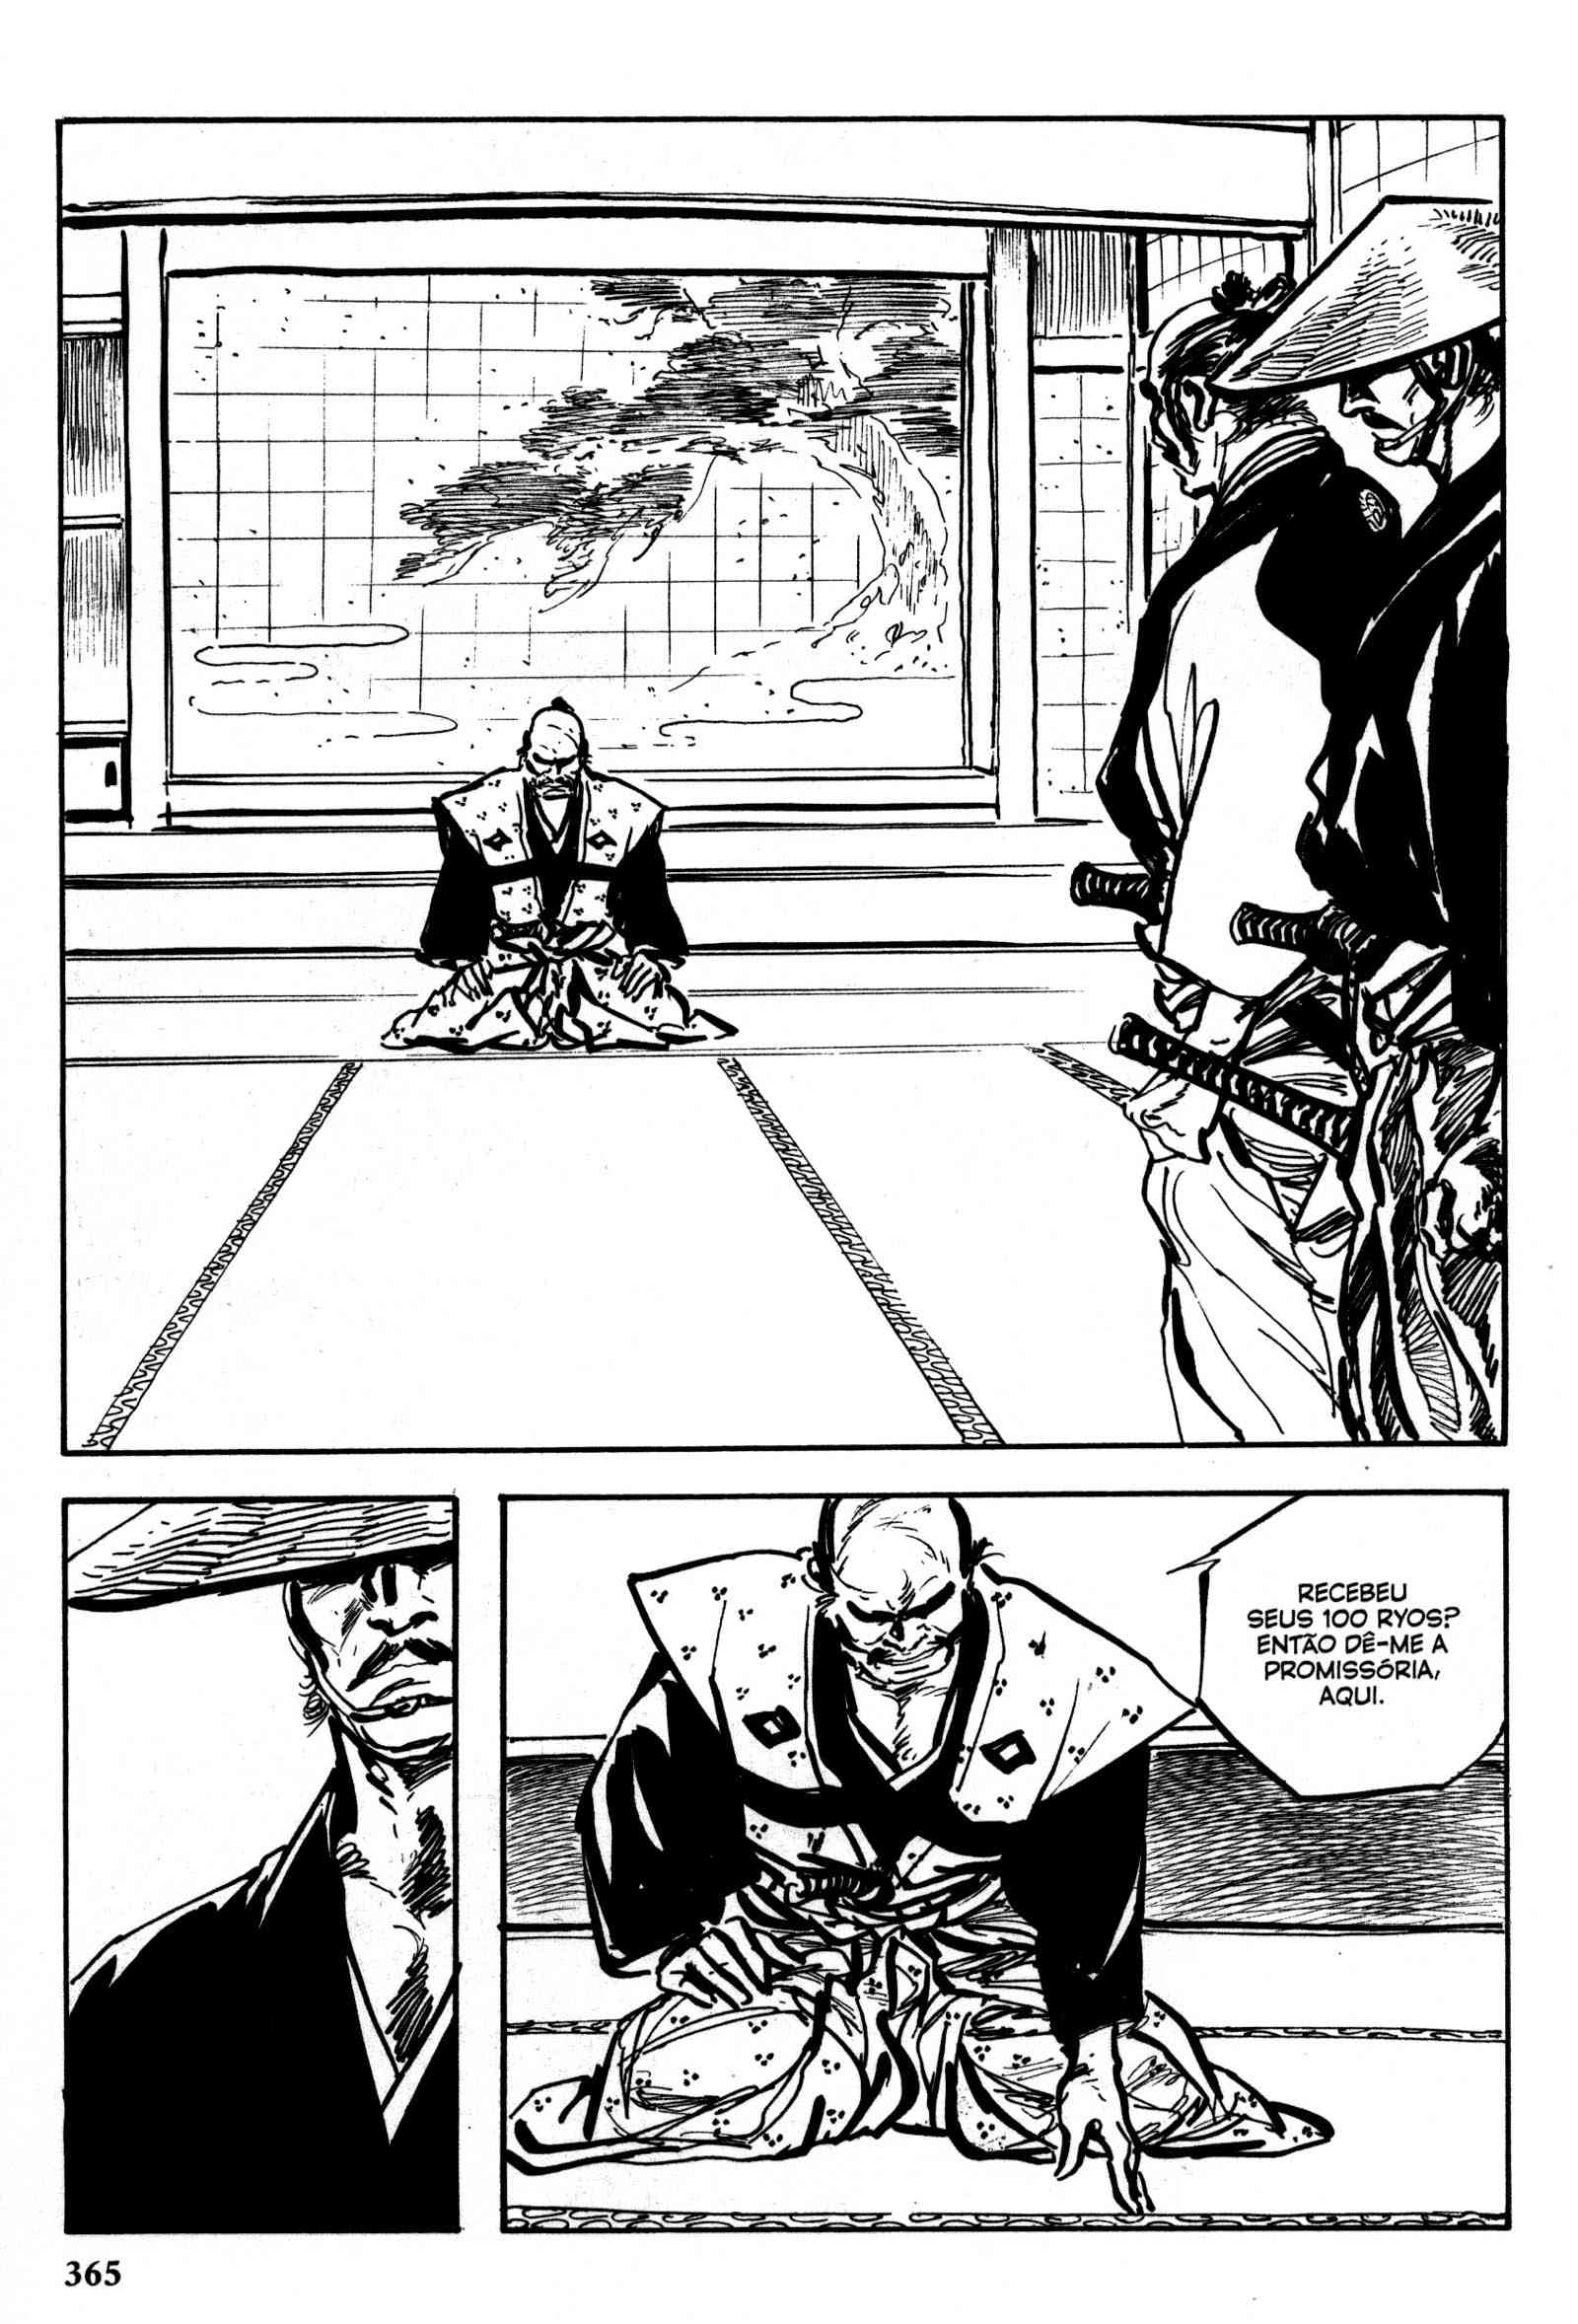 RECEBEU
SEUS 100 RYOS?
ENTÃO DÊ-ME A
PROMISSÓRIA,
AQUI.
365